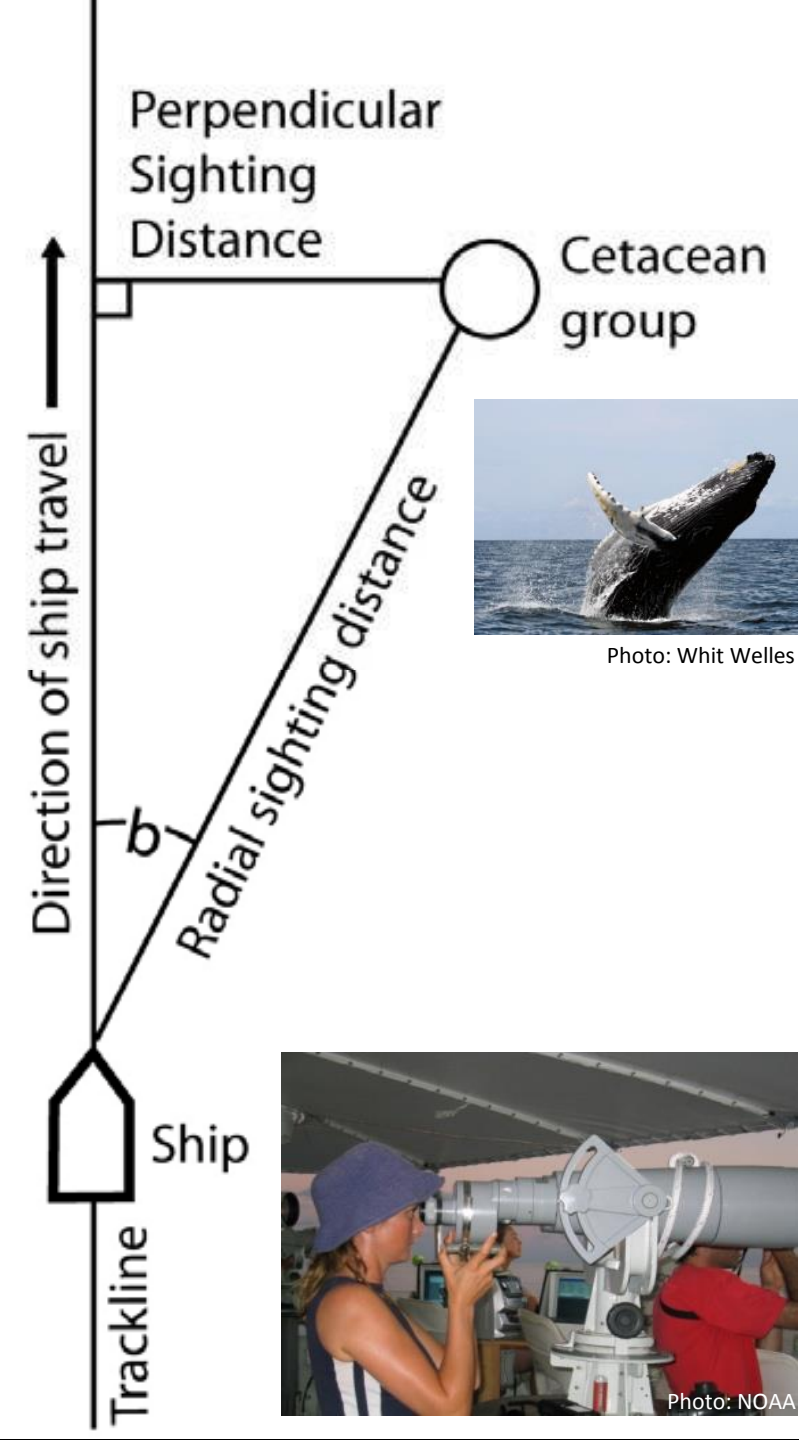 Perpendicular
Sighting
Distance
Cetacean
group
Direction of ship travel
Radial sighting distance
Photo: Whit Welles
b
Ship
Trackline
Photo: NOAA